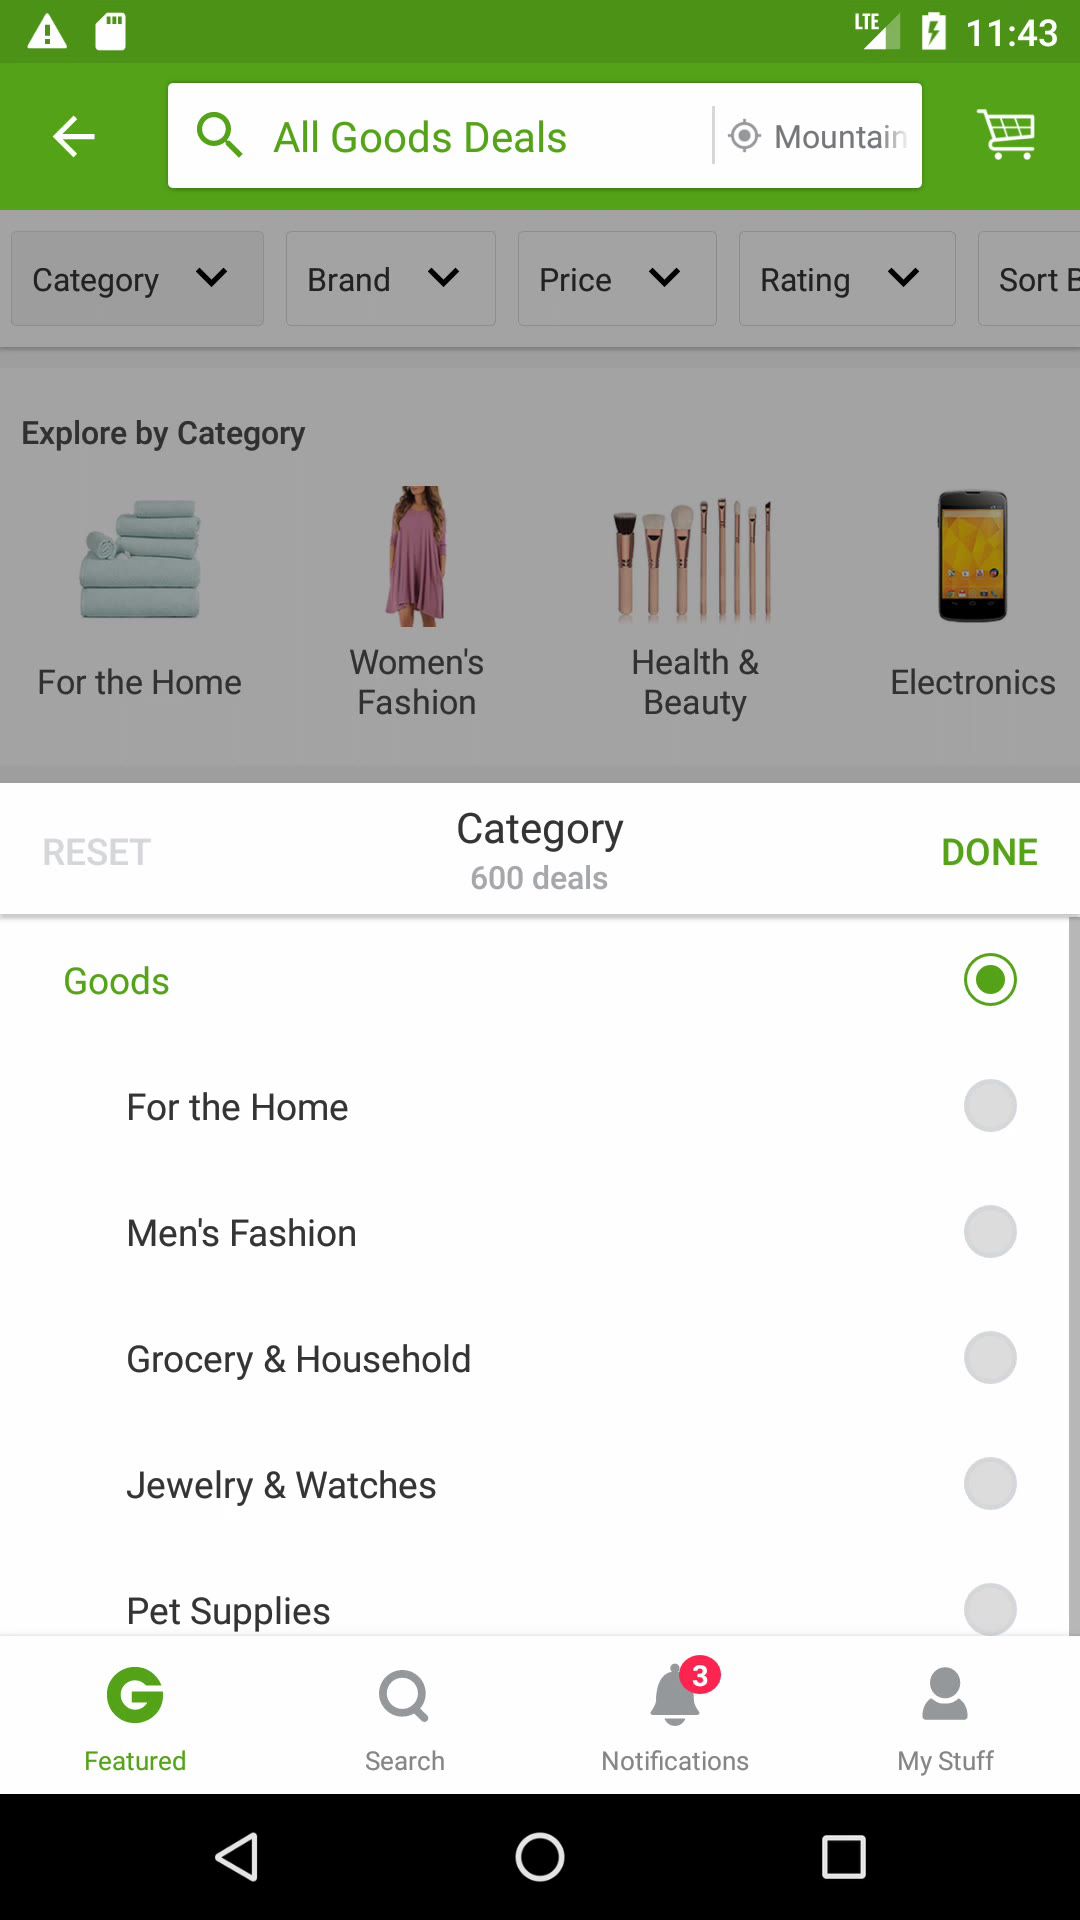 LTE 11:43
All Goods Deals Mountain
Category Brand Price Rating Sort B
Explore by Category
For the Home
Women's
Fashion
Health &
Beauty
Electronics
RESET
Category
600 deals
DONE
Goods
For the Home
Men's Fashion
Grocery & Household
Jewelry & Watches
Pet Supplies
3
Featured Search Notifications My Stuff